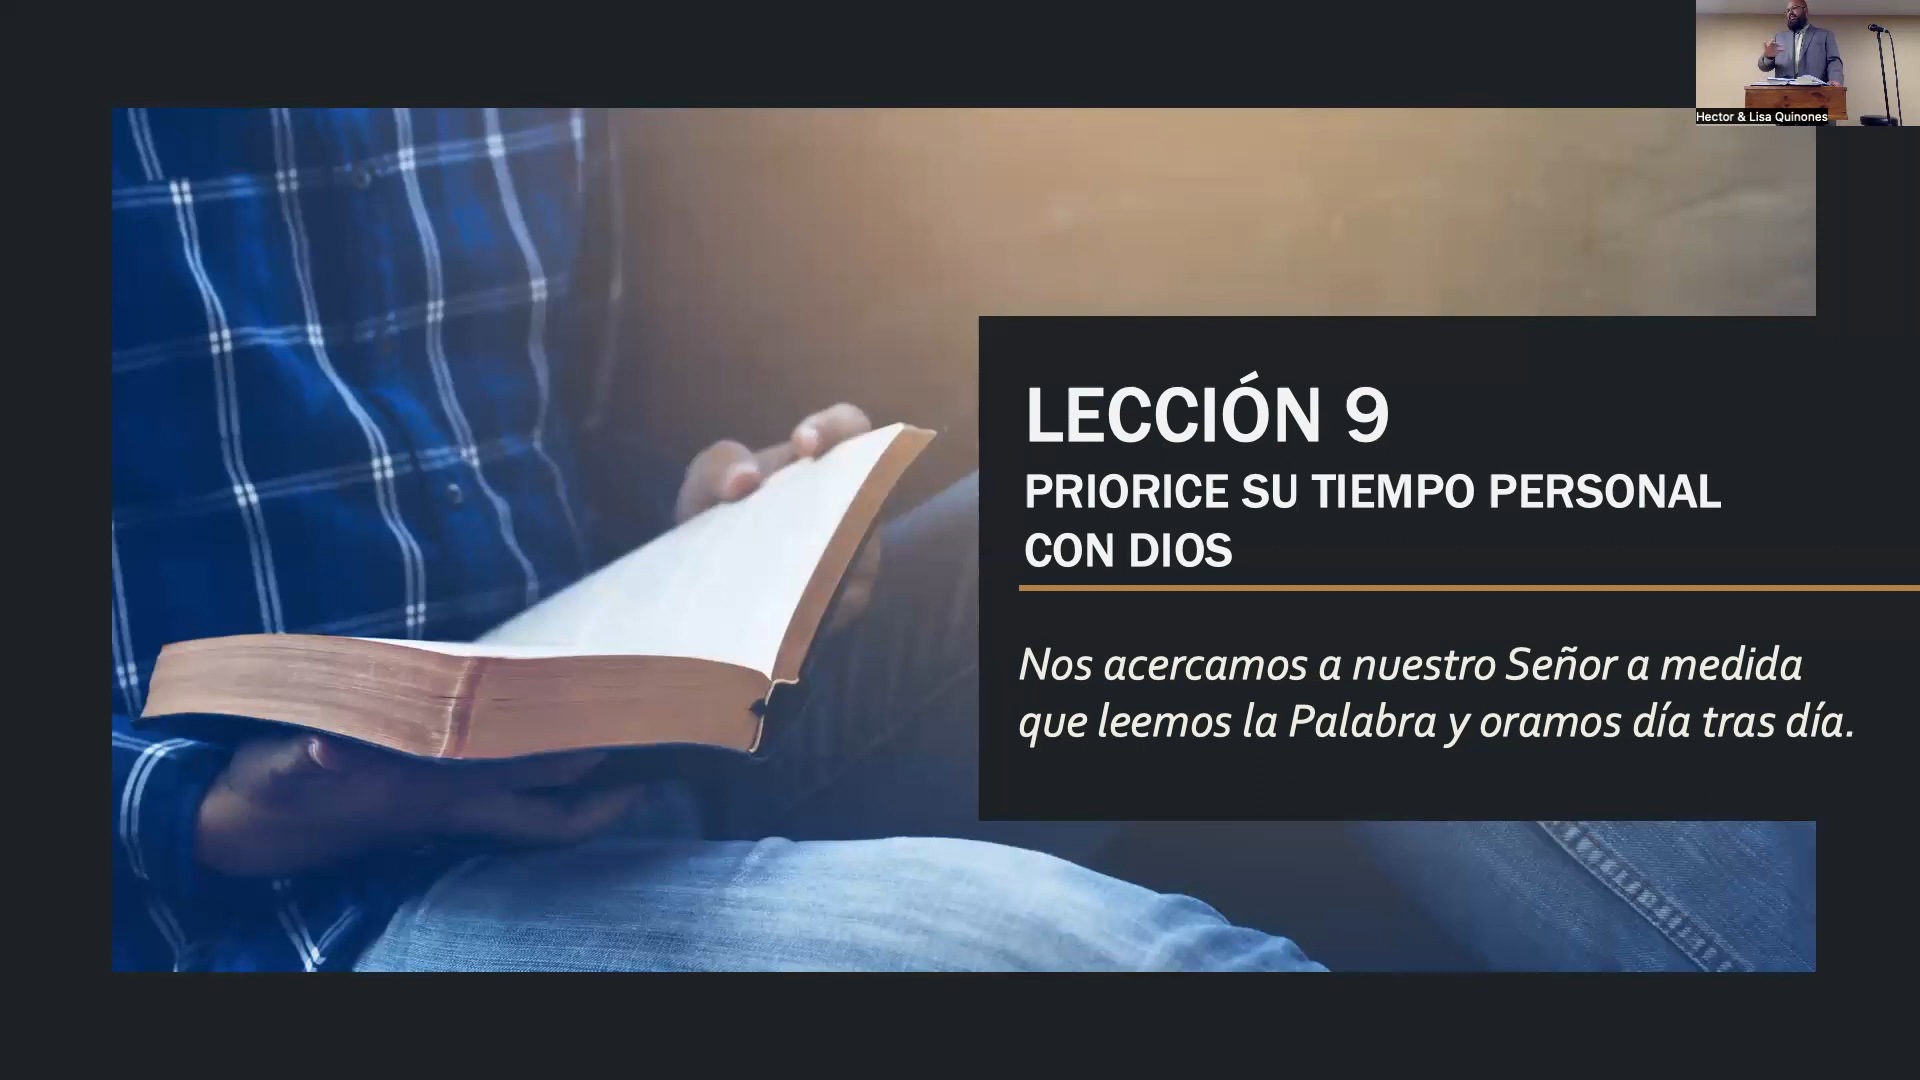 Hector & Lisa Quinones
LECCIÓN 9
PRIORICE SU TIEMPO PERSONAL
CON DIOS
Nos acercamos a nuestro Señor a medida
que leemos la Palabra y oramos día tras día.